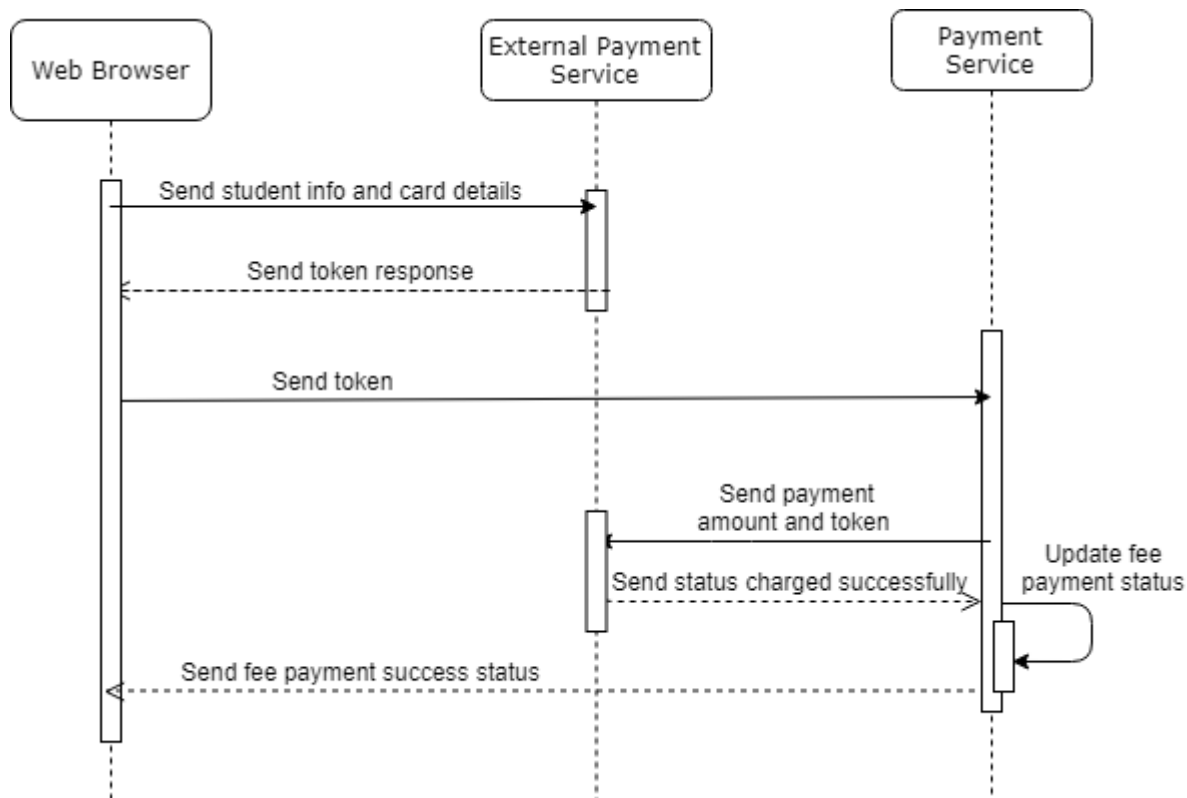 Web Browser
External Payment
Service
Payment
Service
Send student info and card details
Send token response
Send token
Send payment
amount and token
Update fee
payment status
Send status charged successfully
Send fee payment success status